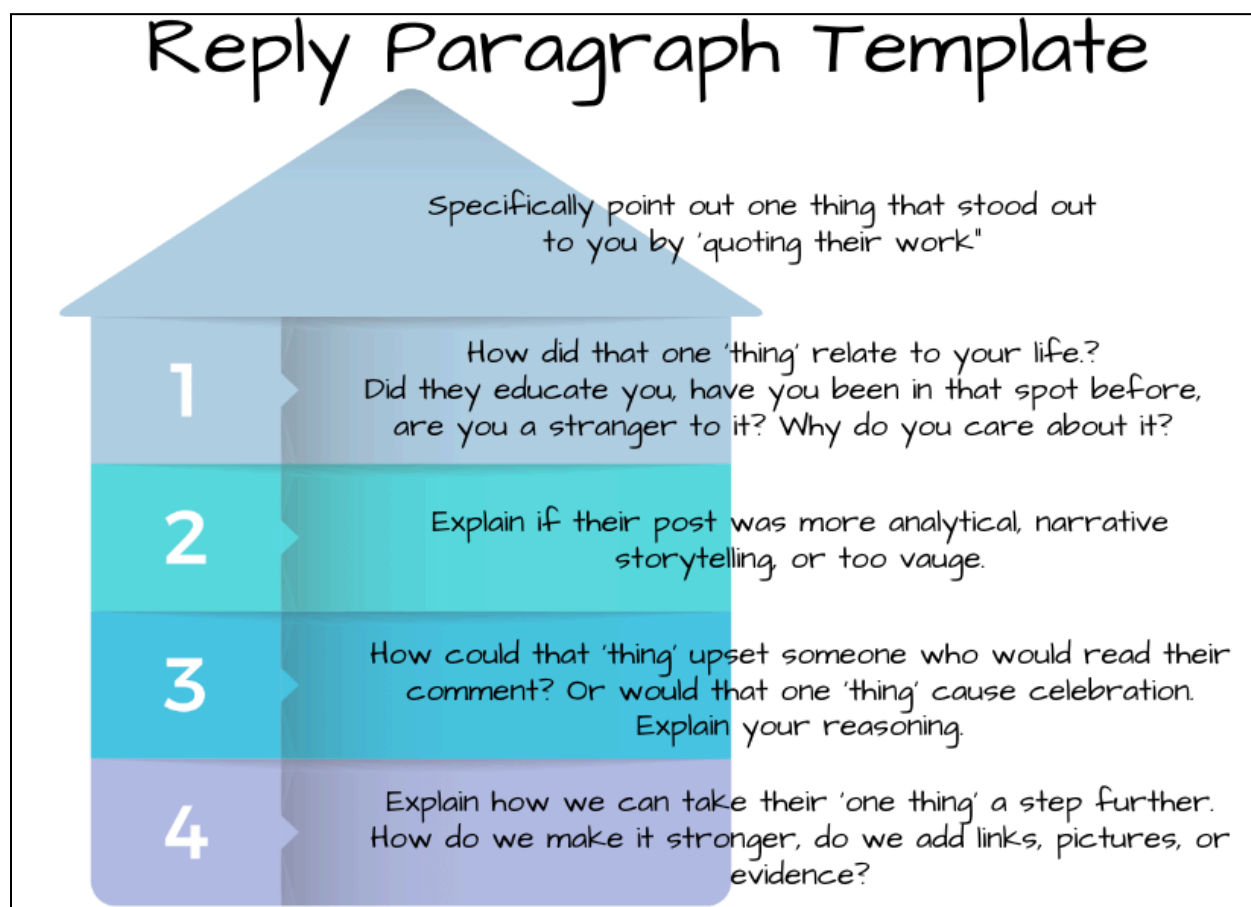 Reply Paragraph Template
Specifically point out one thing that stood out
to you by 'quoting their work"
1
How did that one 'thing' relate to your life.?
Did they educate you, have you been in that spot before,
are you a stranger to it? Why do you care about it?
2
Explain if their post was more analytical, narrative
storytelling, or too vauge.
3
How could that 'thing' upset someone who would read their
comment? Or would that one 'thing' cause celebration.
Explain your reasoning.
4
Explain how we can take their 'one thing' a step further.
How do we make it stronger, do we add links, pictures, or
evidence?